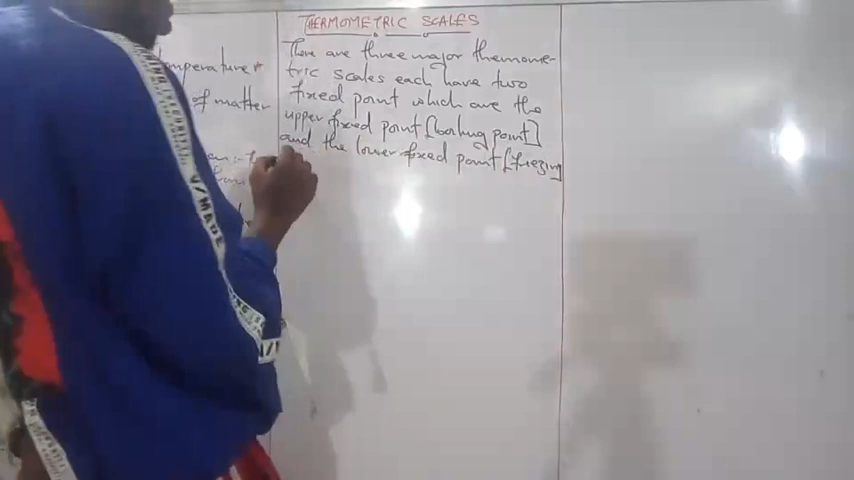 THERMOMETRIC SCALES
temperature
of matter
There are three major themome-
tric scales each have two
fixed point which are the
upper fixed point [boiling point]
and the lower fixed point [freezing]